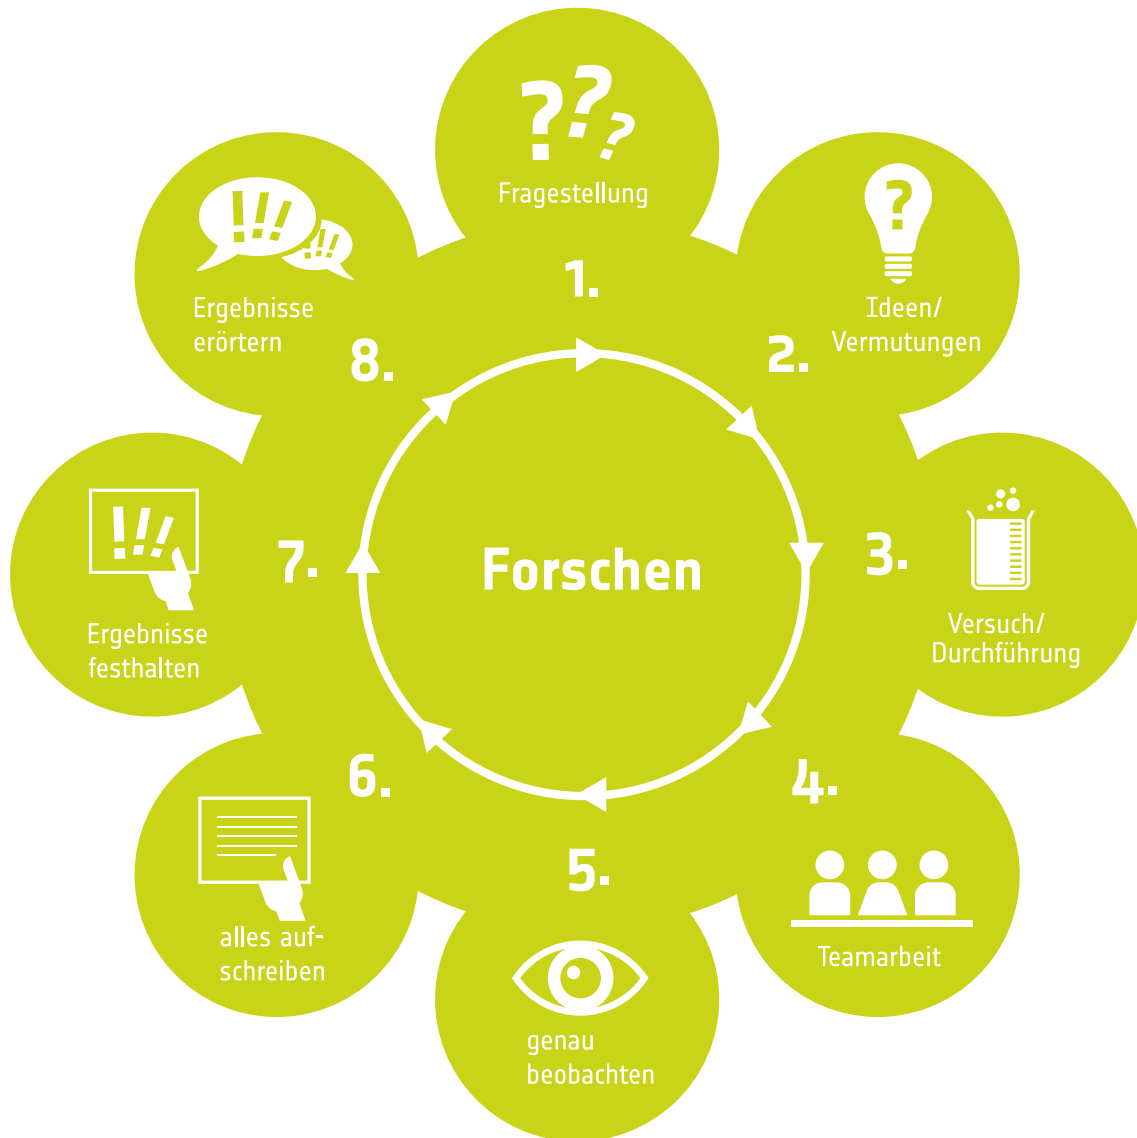 ???
Fragestellung
1.
?
Ideen/
Vermutungen
2.
3.
Versuch/
Durchführung
4.
Teamarbeit
5.
genau
beobachten
6.
alles auf-
schreiben
7.
!!!
Ergebnisse
festhalten
8.
!!!
!!!
Ergebnisse
erörtern
Forschen